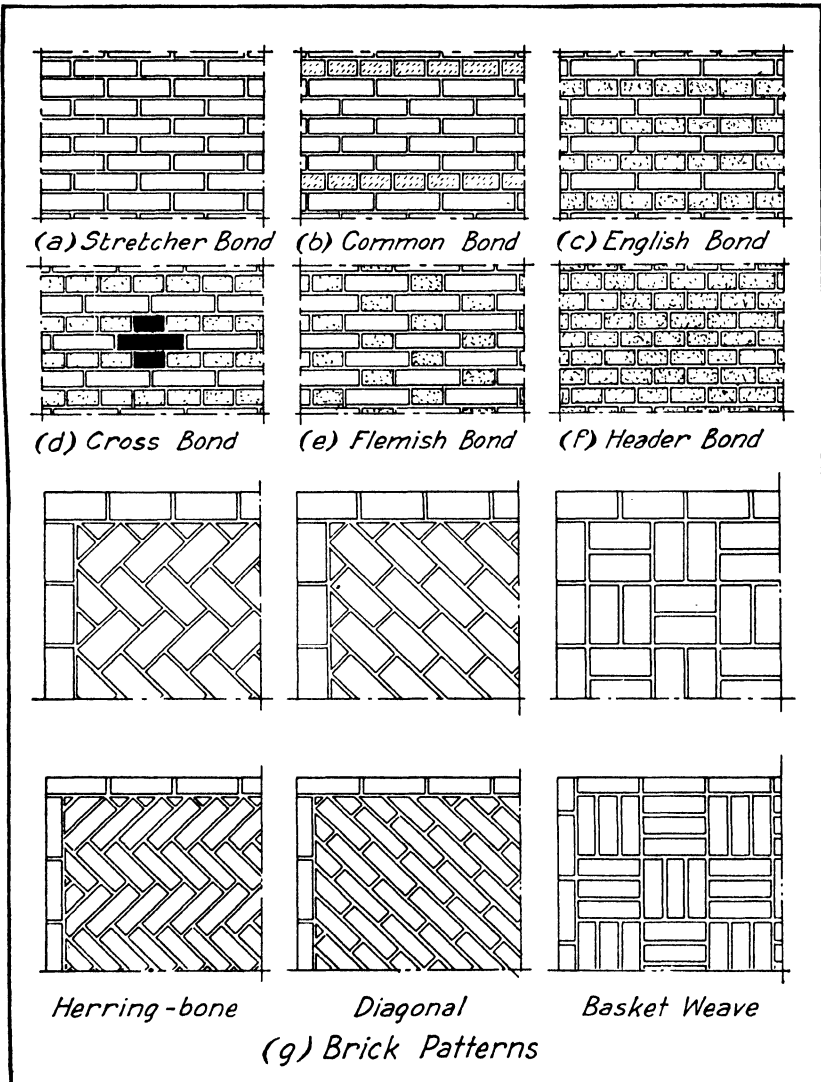 (a) Stretcher Bond (b) Common Bond (c) English Bond
(d) Cross Bond (e) Flemish Bond (f) Header Bond
Herring-bone Diagonal Basket Weave
(g) Brick Patterns